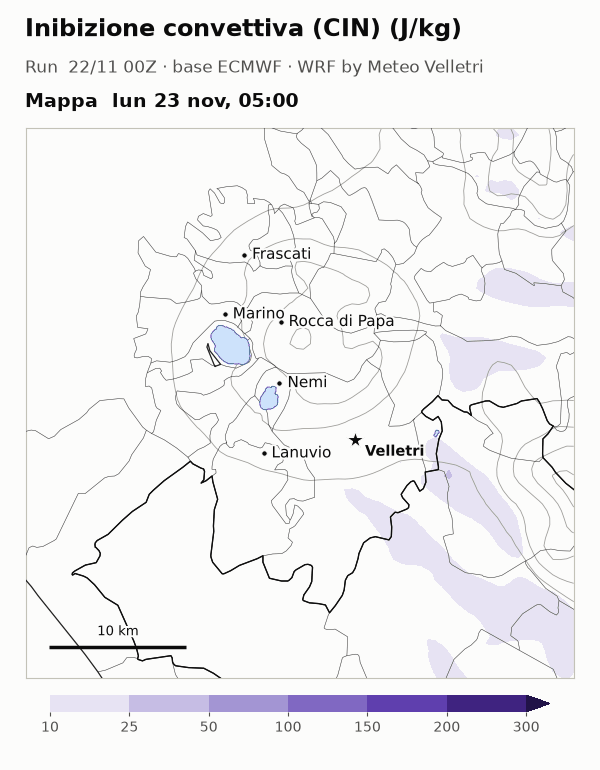 Inibizione convettiva (CIN) (J/kg)
Run  22/11 00Z · base ECMWF · WRF by Meteo Velletri
Mappa  lun 23 nov, 05:00
Frascati
Marino
Rocca di Papa
Nemi
Velletri
Lanuvio
10 km
10 25 50 100 150 200 300